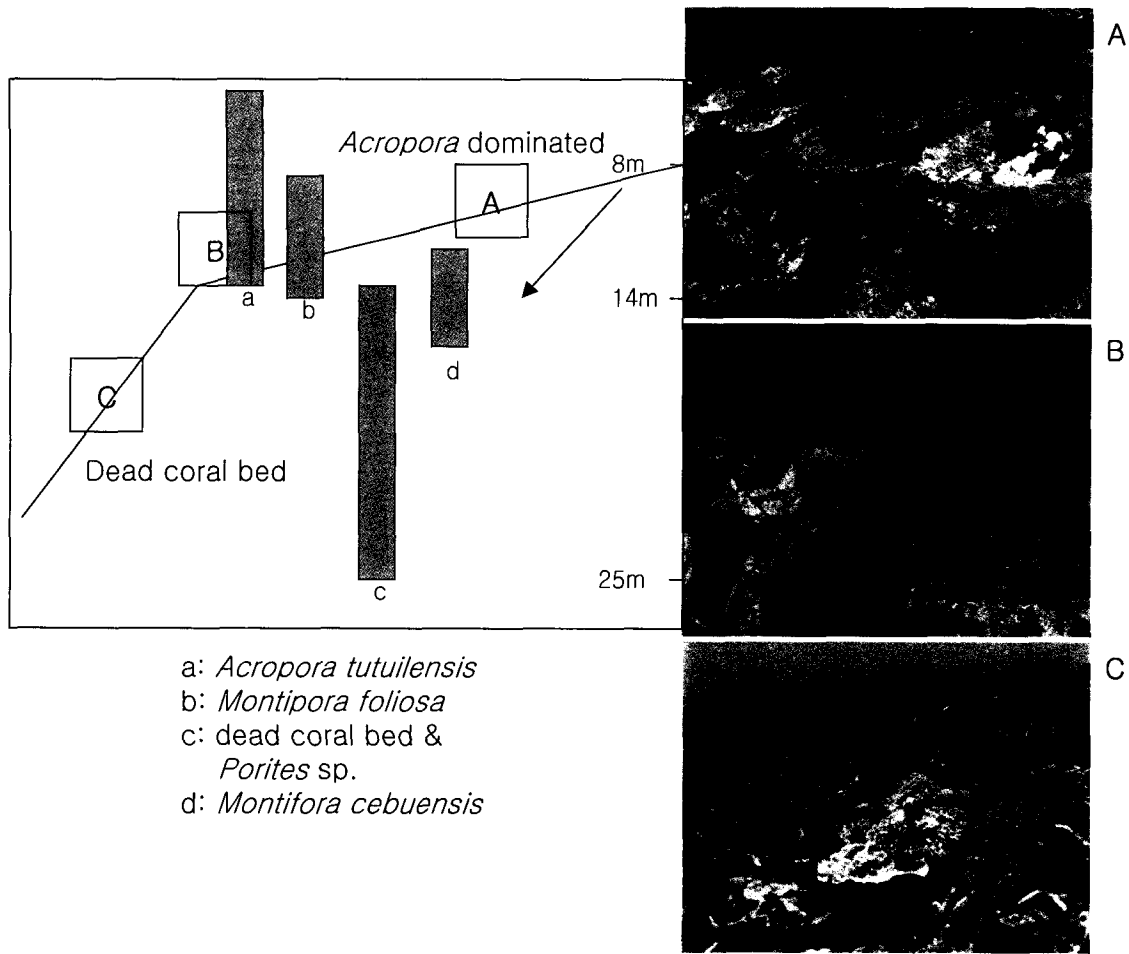 A
Acropora dominated
8m
A
B
a
b
14m
d
C
B
Dead coral bed
25m
c
a: Acropora tutuilensis
b: Montipora foliosa
c: dead coral bed &
Porites sp.
d: Montifora cebuensis
C